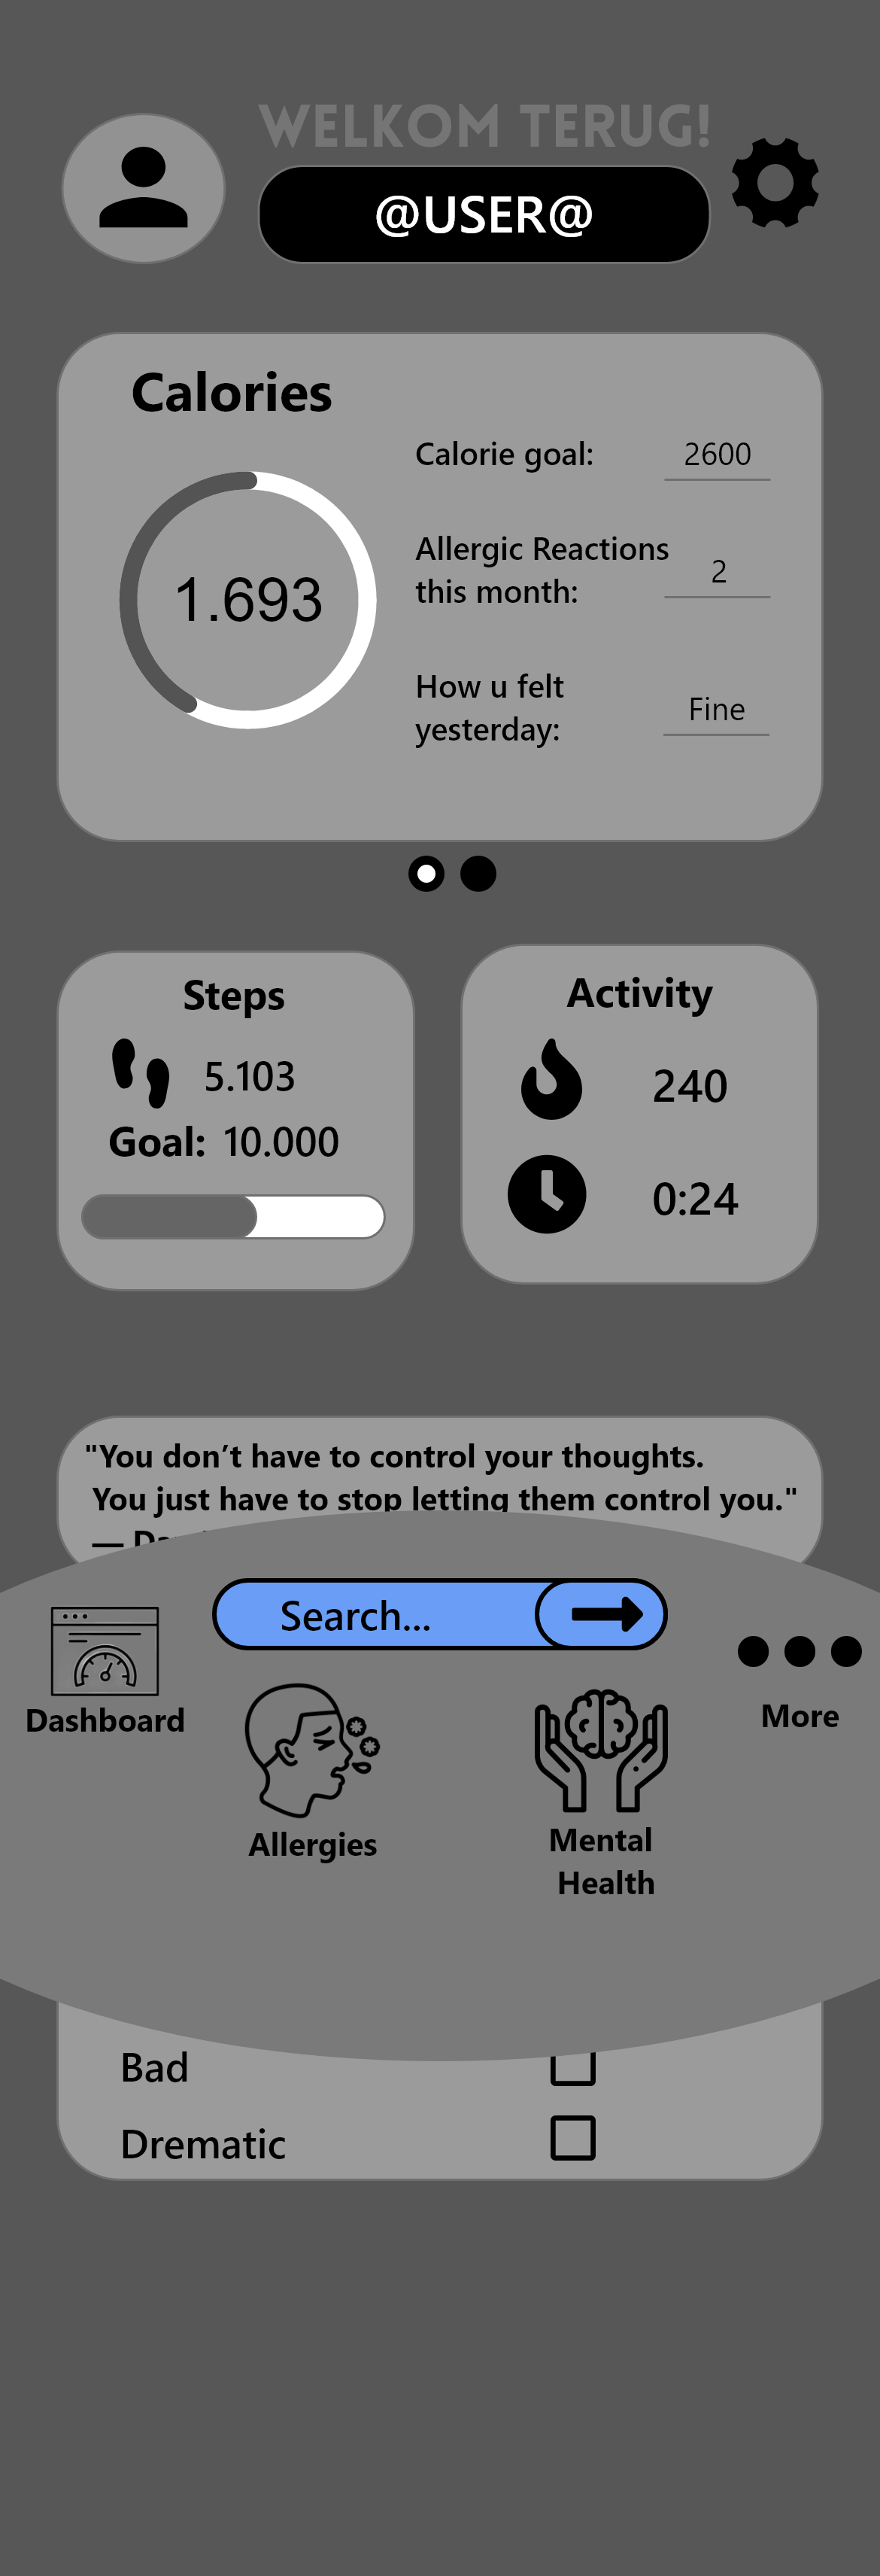 WELKOM TERUG!
@USER@
Calories
Calorie goal: 2600
1.693
Allergic Reactions
this month: 2
How u felt
yesterday: Fine
Steps
5.103
Goal: 10.000
Activity
240
0:24
"You don’t have to control your thoughts.
You just have to stop letting them control you."
—
Search...
Dashboard
More
Allergies
Mental
Health
Bad
Drematic